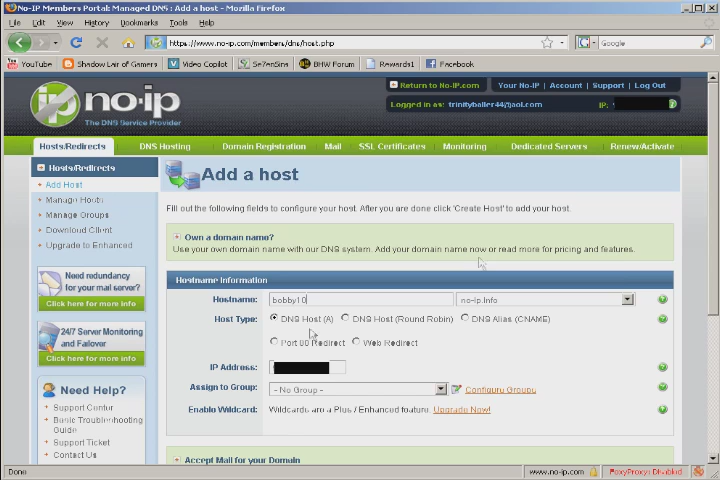 No-IP Members Portal: Managed DNS : Add a host - Mozilla Firefox
File Edit View History Bookmarks Tools Help
https://www.no-ip.com/members/dns/host.php
Google
YouTube Shadow Lair of Gamers Video Copilot Se7enSins BHW Forum Rewards1 Facebook
no-ip
The DNS Service Provider
Return to No-IP.com
Your No-IP | Account | Support | Log Out
Logged in as: IP:
Hosts/Redirects DNS Hosting Domain Registration Mail SSL Certificates Monitoring Dedicated Servers Renew/Activate
Hosts/Redirects
Add Host
Manage Hosts
Manage Groups
Download Client
Upgrade to Enhanced
Need redundancy
for your mail server?
Click here for more info
24/7 Server Monitoring
and Failover
Click here for more info
Need Help?
Support Center
Troubleshooting
Guide
Support Ticket
Contact Us
Add a host
Fill out the following fields to configure your host. After you are done click 'Create Host' to add your host.
Own a domain name?
Use your own domain name with our DNS system. Add your domain name now or read more for pricing and features.
Hostname Information
Hostname: bobby10 no-ip.info
Host Type: DNS Host (A) DNS Host (Round Robin) DNS Alias (CNAME)
Port 80 Redirect Web Redirect
IP Address:
Assign to Group: - No Group - Configure Groups
Enable Wildcard: Wildcards are a Plus / Enhanced feature. Upgrade Now!
Accept Mail for your Domain
Done www.no-ip.com FoxyProxy: Disabled